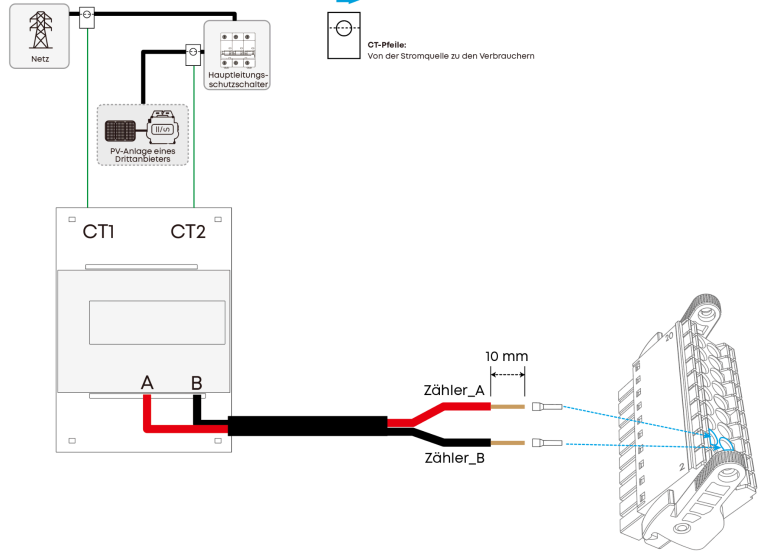 Netz
Hauptleitungs-
schutzschalter
CT-Pfeile:
Von der Stromquelle zu den Verbrauchern
PV-Anlage eines
Drittanbieters
CT1
CT2
A
B
10 mm
Zähler_A
Zähler_B
20
2